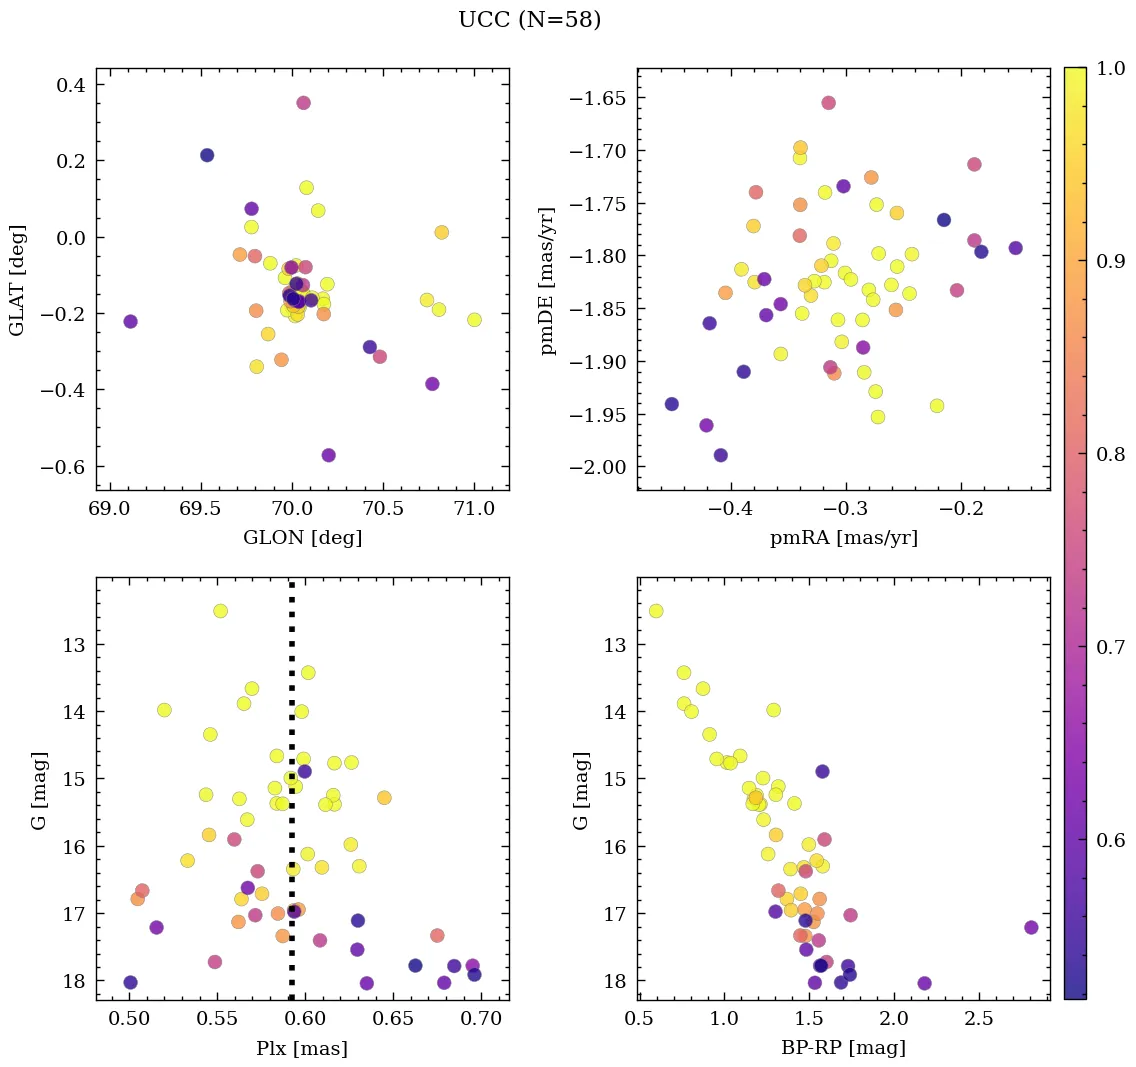 UCC (N=58)
0.4
0.2
0.0
−0.2
−0.4
−0.6
GLAT [deg]
69.0 69.5 70.0 70.5 71.0
GLON [deg]
−1.65
−1.70
−1.75
−1.80
−1.85
−1.90
−1.95
−2.00
pmDE [mas/yr]
−0.4 −0.3 −0.2
pmRA [mas/yr]
1.0
0.9
0.8
0.7
0.6
13
14
15
16
17
18
G [mag]
0.50 0.55 0.60 0.65 0.70
Plx [mas]
13
14
15
16
17
18
G [mag]
0.5 1.0 1.5 2.0 2.5
BP-RP [mag]